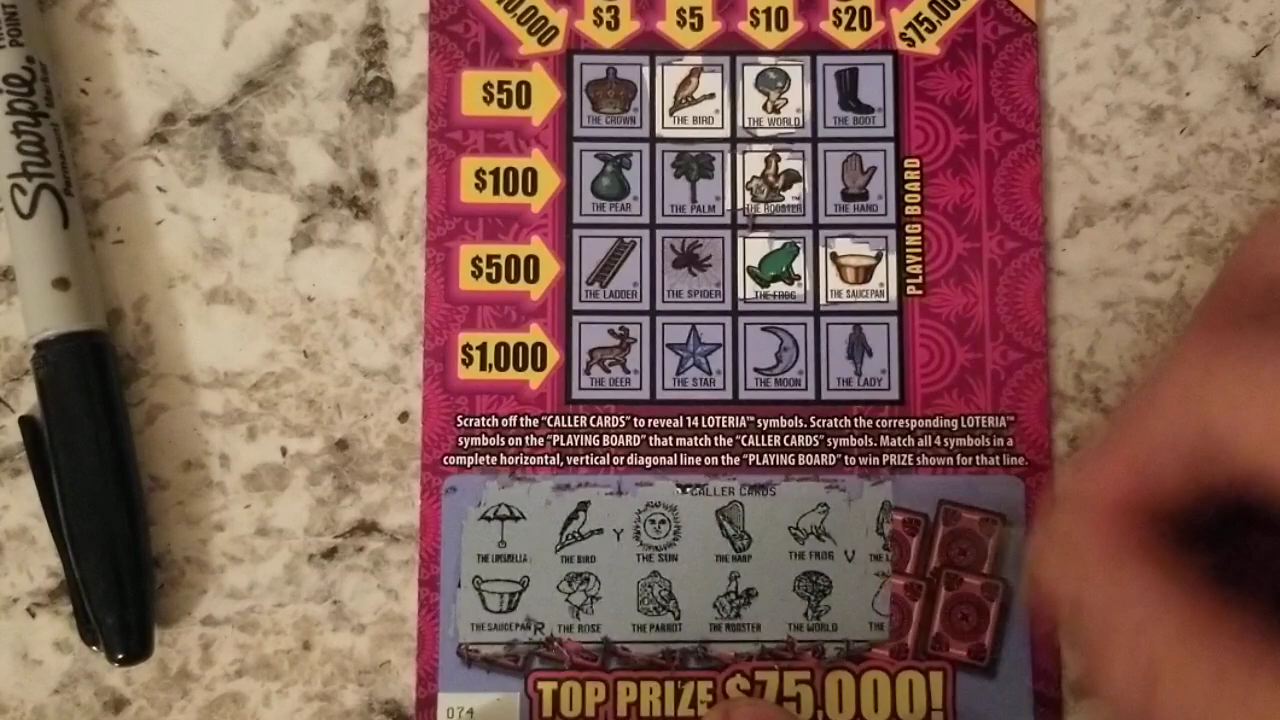 $3 $5 $10 $20
$50
THE CROWN THE BIRD THE WORLD THE BOOT
$100
THE PEAR THE PALM THE ROOSTER THE HAND
PLAYING BOARD
$500
THE LADDER THE SPIDER THE FROG THE SAUCEPAN
$1,000
THE DEER THE STAR THE MOON THE LADY
Scratch off the "CALLER CARDS" to reveal 14 LOTERIA™ symbols. Scratch the corresponding LOTERIA™
symbols on the "PLAYING BOARD" that match the "CALLER CARDS" symbols. Match all 4 symbols in a
complete horizontal, vertical or diagonal line on the "PLAYING BOARD" to win PRIZE shown for that line.
CALLER CARDS
Y V
THE UMBRELLA THE BIRD THE SUN THE HARP THE FROG THE
THE SAUCEPAN R THE ROSE THE PARROT THE ROOSTER THE WORLD THE
TOP PRIZE $75,000!
074
Sharpie.
Permanent Marker
POINT